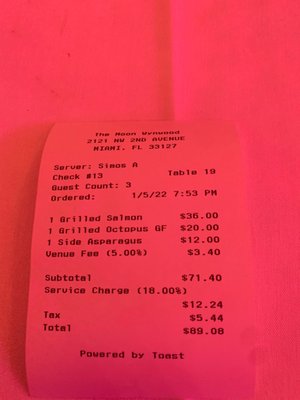 The Moon Wynwood
2121 NW 2ND AVENUE
MIAMI, FL 33127
Server: Simos A
Check #13 Table 19
Guest Count: 3
Ordered: 1/5/22 7:53 PM
1 Grilled Salmon $36.00
1 Grilled Octopus GF $20.00
1 Side Asparagus $12.00
Venue Fee (5.00%) $3.40
Subtotal $71.40
Service Charge (18.00%)
$12.24
Tax $5.44
Total $89.08
Powered by Toast